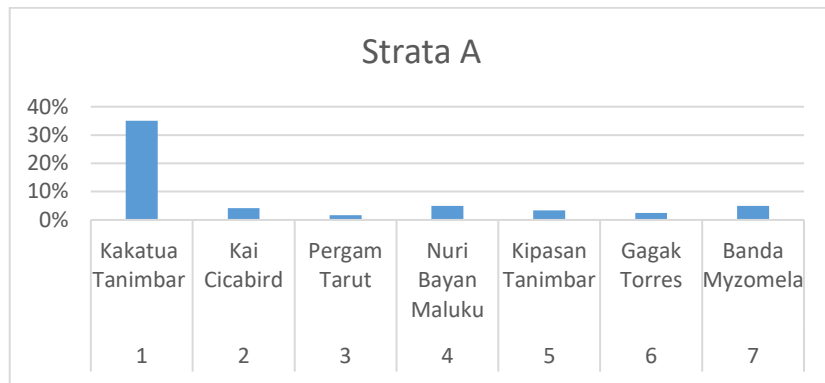 Strata A
40%
30%
20%
10%
0%
Kakatua Tanimbar
Kai Cicabird
Pergam Tarut
Nuri Bayan Maluku
Kipasan Tanimbar
Gagak Torres
Banda Myzomela
1 2 3 4 5 6 7